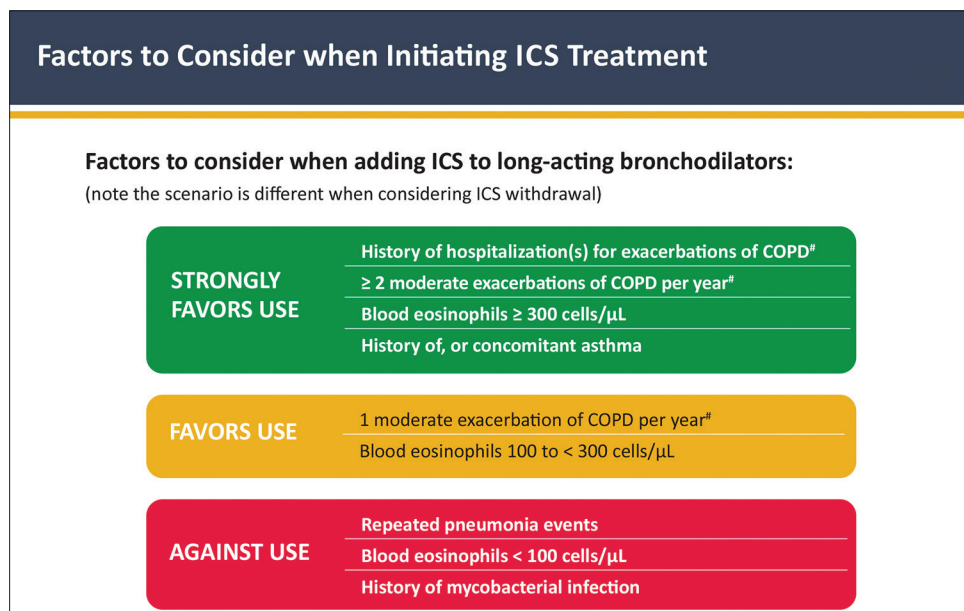 Factors to Consider when Initiating ICS Treatment
Factors to consider when adding ICS to long-acting bronchodilators:
(note the scenario is different when considering ICS withdrawal)
STRONGLY
FAVORS USE
History of hospitalization(s) for exacerbations of COPD#
≥ 2 moderate exacerbations of COPD per year#
Blood eosinophils ≥ 300 cells/µL
History of, or concomitant asthma
FAVORS USE
1 moderate exacerbation of COPD per year#
Blood eosinophils 100 to < 300 cells/µL
AGAINST USE
Repeated pneumonia events
Blood eosinophils < 100 cells/µL
History of mycobacterial infection